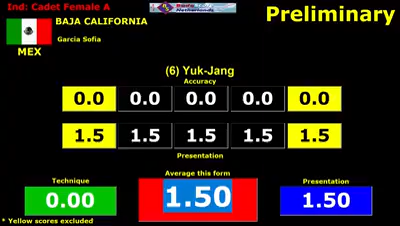 Ind: Cadet Female A
Preliminary
BAJA CALIFORNIA
Garcia Sofia
MEX
(6) Yuk-Jang
Accuracy
0.0 0.0 0.0 0.0 0.0
1.5 1.5 1.5 1.5 1.5
Presentation
Technique
Average this form
Presentation
0.00
1.50
1.50
* Yellow scores excluded